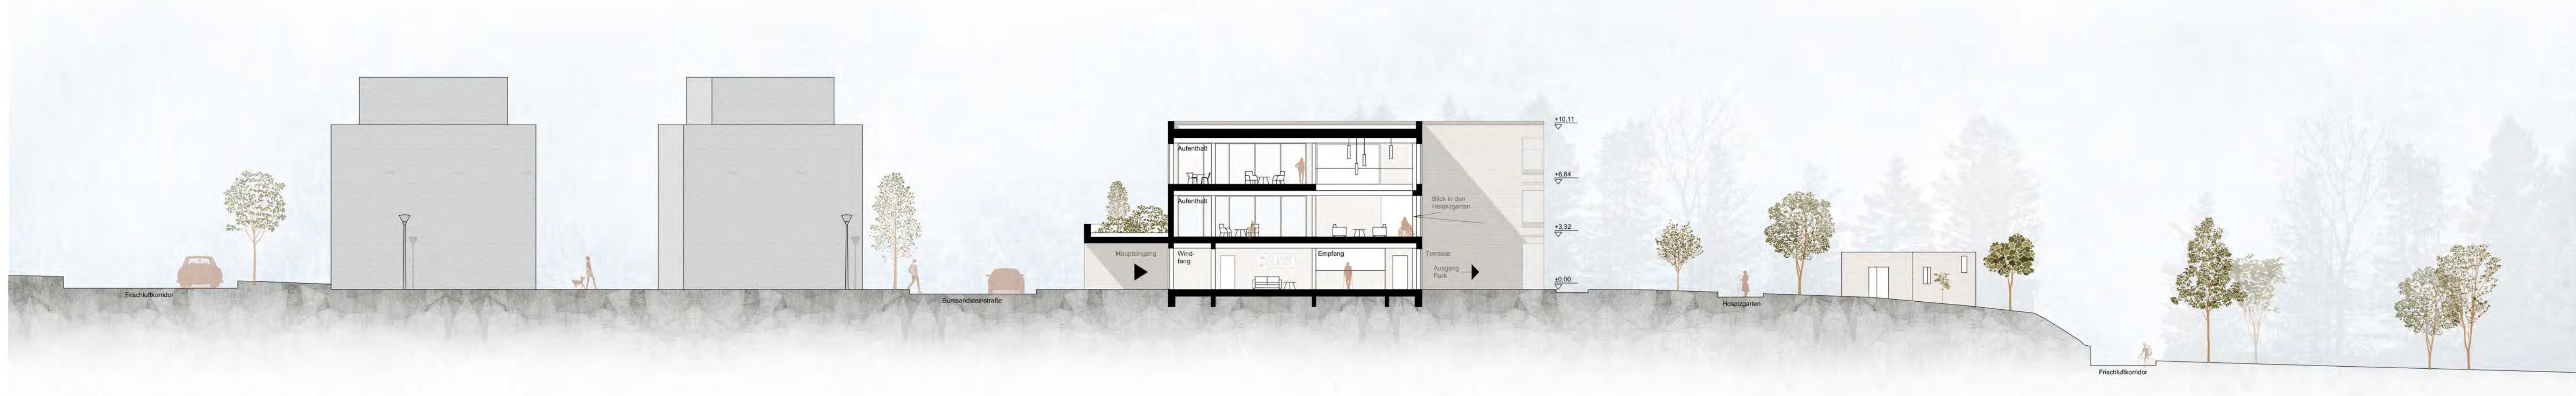 +10,11
Aufenthalt
+6,64
Aufenthalt
Blick in den
Hospizgarten
+3,32
Haupteingang
Wind-
fang
Empfang
Terrasse
Ausgang
Park
±0,00
Frischluftkorridor
Buntsandsteinstraße
Hospizgarten
Frischluftkorridor